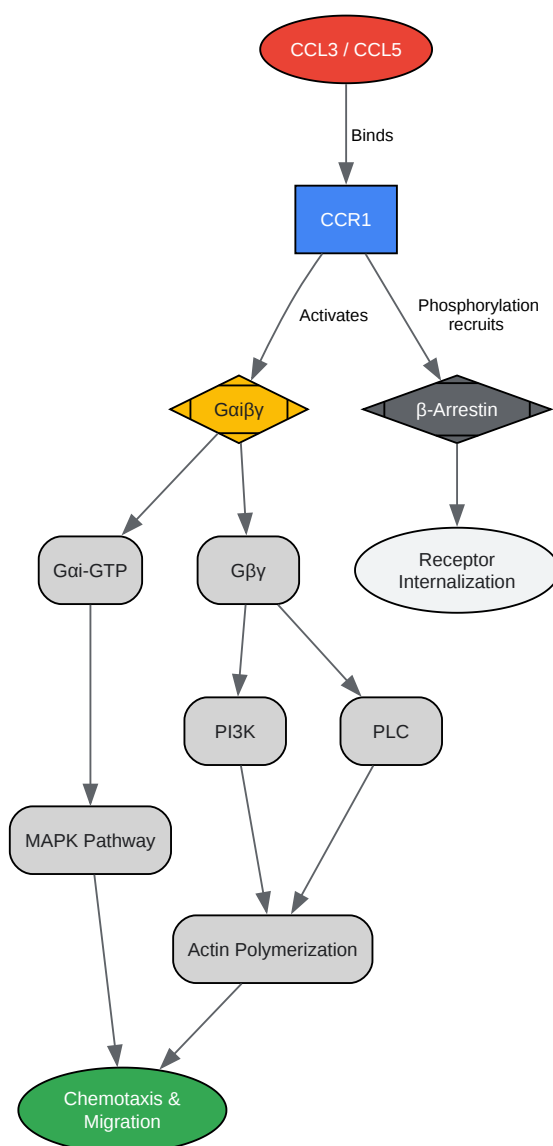 CCL3 / CCL5
Binds
CCR1
Activates
Phosphorylation
recruits
Gαiβγ
β-Arrestin
Gαi-GTP
Gβγ
Receptor
Internalization
PI3K
PLC
MAPK Pathway
Actin Polymerization
Chemotaxis &
Migration